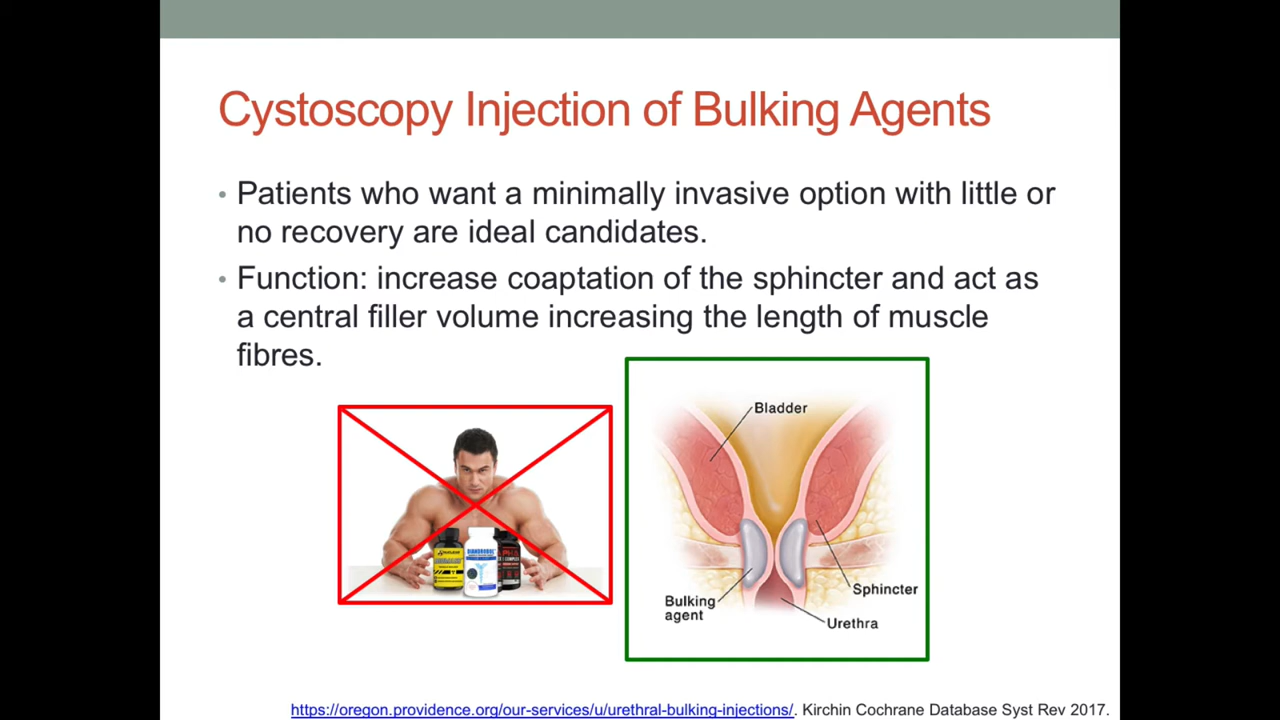 Cystoscopy Injection of Bulking Agents
• Patients who want a minimally invasive option with little or
no recovery are ideal candidates.
• Function: increase coaptation of the sphincter and act as
a central filler volume increasing the length of muscle
fibres.
Bladder
Sphincter
Bulking
agent
Urethra
https://oregon.providence.org/our-services/u/urethral-bulking-injections/. Kirchin Cochrane Database Syst Rev 2017.